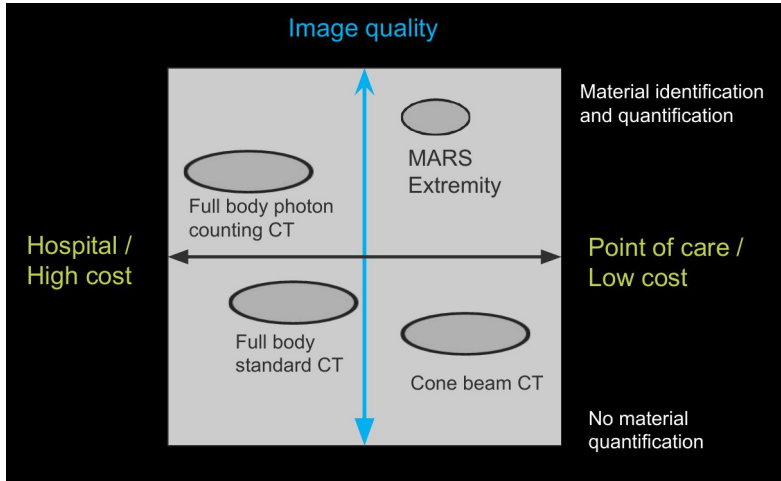 Image quality
Material identification
and quantification
MARS
Extremity
Full body photon
counting CT
Hospital /
High cost
Point of care /
Low cost
Full body
standard CT
Cone beam CT
No material
quantification